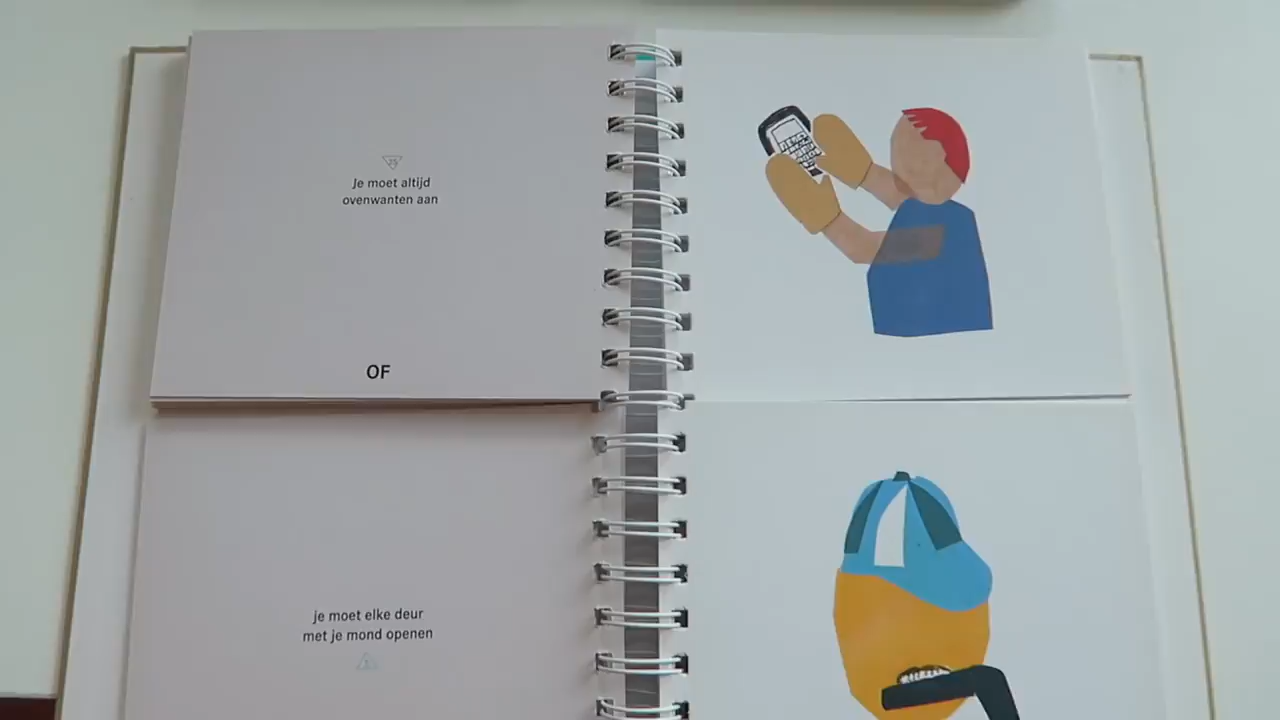 Je moet altijd
ovenwanten aan
OF
je moet elke deur
met je mond openen